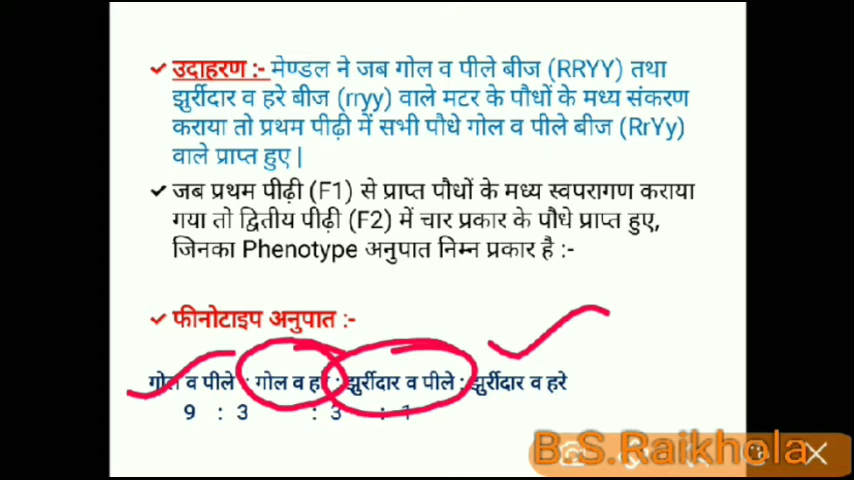 ✓ उदाहरण :- मेण्डल ने जब गोल व पीले बीज (RRYY) तथा
झुर्रीदार व हरे बीज (rryy) वाले मटर के पौधों के मध्य संकरण
कराया तो प्रथम पीढ़ी में सभी पौधे गोल व पीले बीज (RrYy)
वाले प्राप्त हुए |
✓ जब प्रथम पीढ़ी (F1) से प्राप्त पौधों के मध्य स्वपरागण कराया
गया तो द्वितीय पीढ़ी (F2) में चार प्रकार के पौधे प्राप्त हुए,
जिनका Phenotype अनुपात निम्न प्रकार है :-
✓ फीनोटाइप अनुपात :-
गोल व पीले : गोल व हरे : झुर्रीदार व पीले : झुर्रीदार व हरे
9 : 3 : 3 : 1
B.S.Raikhola